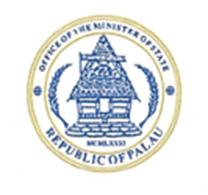 OFFICE OF THE MINISTER OF STATE
MCMLXXXI
REPUBLIC OF PALAU